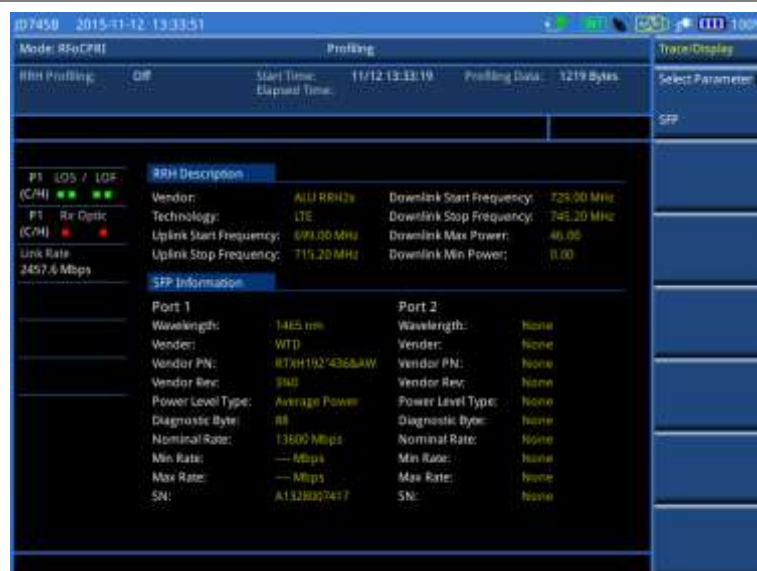 JD745B 2015-11-12 13:33:51 INT 100%
Mode: RFoCPRI Profiling Trace/Display
RRH Profiling: Off Start Time: 11/12 13:33:19 Profiling Data: 1219 Bytes Select Parameter
Elapsed Time:
SFP
P1 LOS / LOF RRH Description
(C/H) Vendor: ALU RRH2x Downlink Start Frequency: 729.00 MHz
P1 Rx Optic Technology: LTE Downlink Stop Frequency: 745.20 MHz
(C/H) Uplink Start Frequency: 699.00 MHz Downlink Max Power: 46.00
Link Rate Uplink Stop Frequency: 715.20 MHz Downlink Min Power: 0.00
2457.6 Mbps
SFP Information
Port 1 Port 2
Wavelength: 1465 nm Wavelength: None
Vender: WTD Vender: None
Vendor PN: Vendor PN: None
Vendor Rev: Vendor Rev: None
Power Level Type: Average Power Power Level Type: None
Diagnostic Byte: Diagnostic Byte: None
Nominal Rate: 13600 Mbps Nominal Rate: None
Min Rate: --- Mbps Min Rate: None
Max Rate: --- Mbps Max Rate: None
SN: SN: None